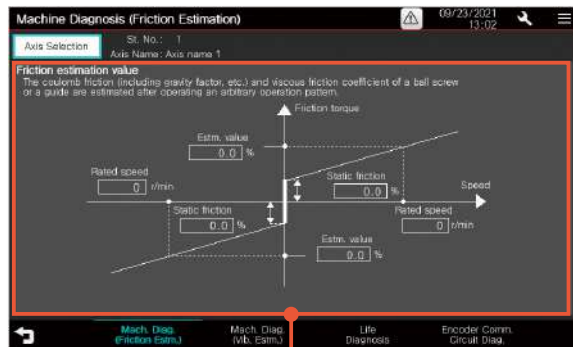 Machine Diagnosis (Friction Estimation)
09/23/2021
13:02
Axis Selection
St. No.: 1
Axis Name: Axis name 1
Friction estimation value
The coulomb friction (including gravity factor, etc.) and viscous friction coefficient of a ball screw
or a guide are estimated after operating an arbitrary operation pattern.
Friction torque
Estm. value
0.0 %
Rated speed
0 r/min
Static friction
0.0 %
Speed
Static friction
0.0 %
Rated speed
0 r/min
Estm. value
0.0 %
Mach. Diag.
(Friction Estm.)
Mach. Diag.
(Vib. Estm.)
Life
Diagnosis
Encoder Comm.
Circuit Diag.